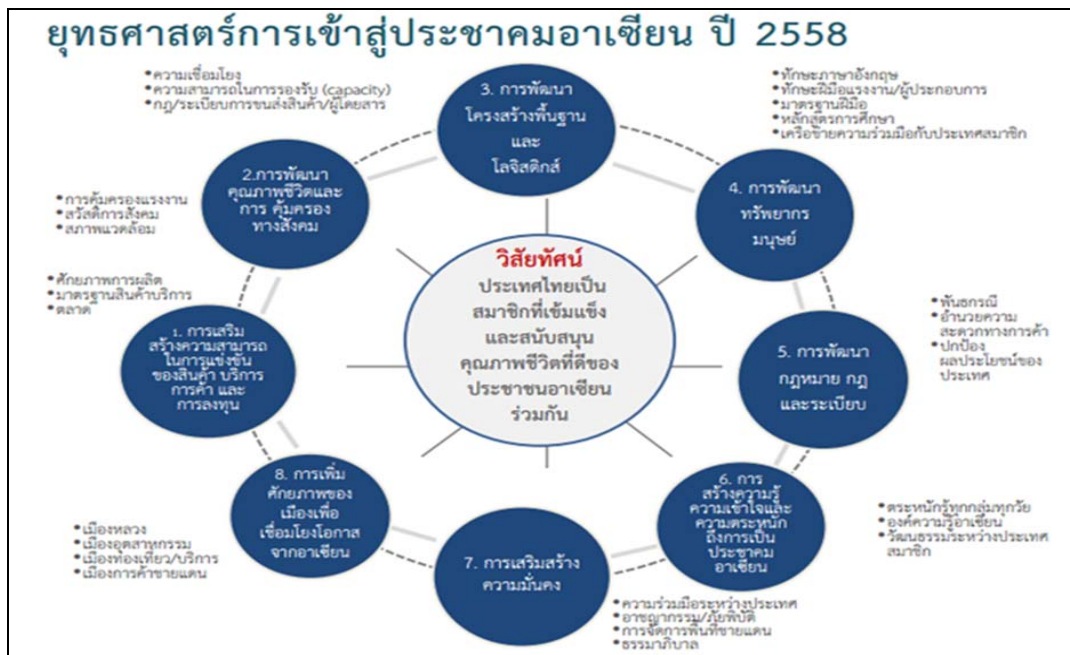 ยุทธศาสตร์การเข้าสู่ประชาคมอาเซียน ปี 2558
•ความเชื่อมโยง
•ความสามารถในการรองรับ (capacity)
•กฎ/ระเบียบการขนส่งสินค้า/ผู้โดยสาร
3. การพัฒนา
โครงสร้างพื้นฐาน
และ
โลจิสติกส์
•ทักษะภาษาอังกฤษ
•ทักษะฝีมือแรงงาน/ผู้ประกอบการ
•มาตรฐานฝีมือ
•หลักสูตรการศึกษา
•เครือข่ายความร่วมมือกับประเทศสมาชิก
2.การพัฒนา
คุณภาพชีวิตและ
การ คุ้มครอง
ทางสังคม
•การคุ้มครองแรงงาน
•สวัสดิการสังคม
•สภาพแวดล้อม
4. การพัฒนา
ทรัพยากร
มนุษย์
วิสัยทัศน์
ประเทศไทยเป็น
สมาชิกที่เข้มแข็ง
และสนับสนุน
คุณภาพชีวิตที่ดีของ
ประชาชนอาเซียน
ร่วมกัน
•ศักยภาพการผลิต
•มาตรฐานสินค้าบริการ
•ตลาด
1. การเสริม
สร้างความสามารถ
ในการแข่งขัน
ของสินค้า บริการ
การค้า และ
การลงทุน
5. การพัฒนา
กฎหมาย กฎ
และระเบียบ
•พันธกรณี
•อำนวยความ
สะดวกทางการค้า
•ปกป้อง
ผลประโยชน์ของ
ประเทศ
8. การเพิ่ม
ศักยภาพของ
เมืองเพื่อ
เชื่อมโยงโอกาส
จากอาเซียน
•เมืองหลวง
•เมืองอุตสาหกรรม
•เมืองท่องเที่ยว/บริการ
•เมืองการค้าชายแดน
6. การ
สร้างความรู้
ความเข้าใจและ
ความตระหนัก
ถึงการเป็น
ประชาคม
อาเซียน
•ตระหนักรู้ทุกกลุ่มทุกวัย
•องค์ความรู้อาเซียน
•วัฒนธรรมระหว่างประเทศ
สมาชิก
7. การเสริมสร้าง
ความมั่นคง
•ความร่วมมือระหว่างประเทศ
•อาชญากรรม/ภัยพิบัติ
•การจัดการพื้นที่ชายแดน
•ธรรมาภิบาล